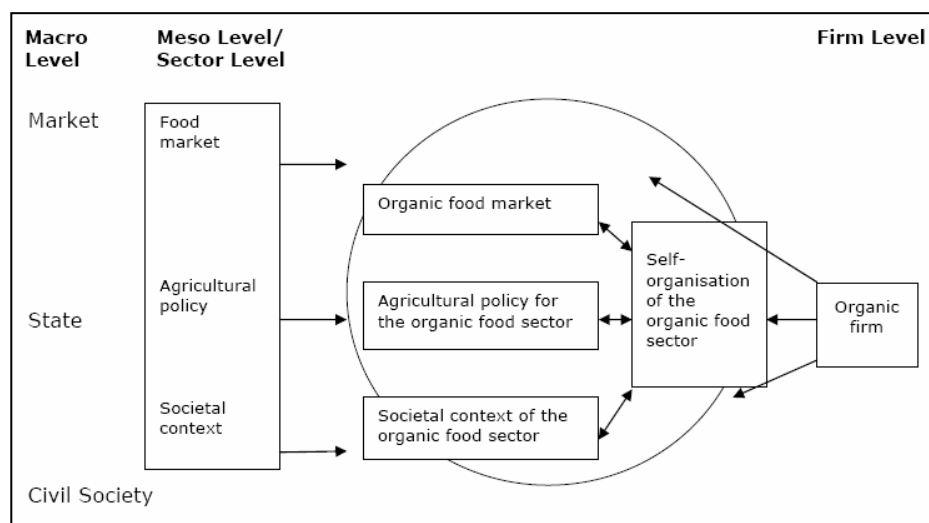 Macro
Level
Meso Level/
Sector Level
Firm Level
Market
State
Civil Society
Food
market
Agricultural
policy
Societal
context
Organic food market
Agricultural policy for
the organic food sector
Societal context of the
organic food sector
Self-
organisation
of the
organic food
sector
Organic
firm